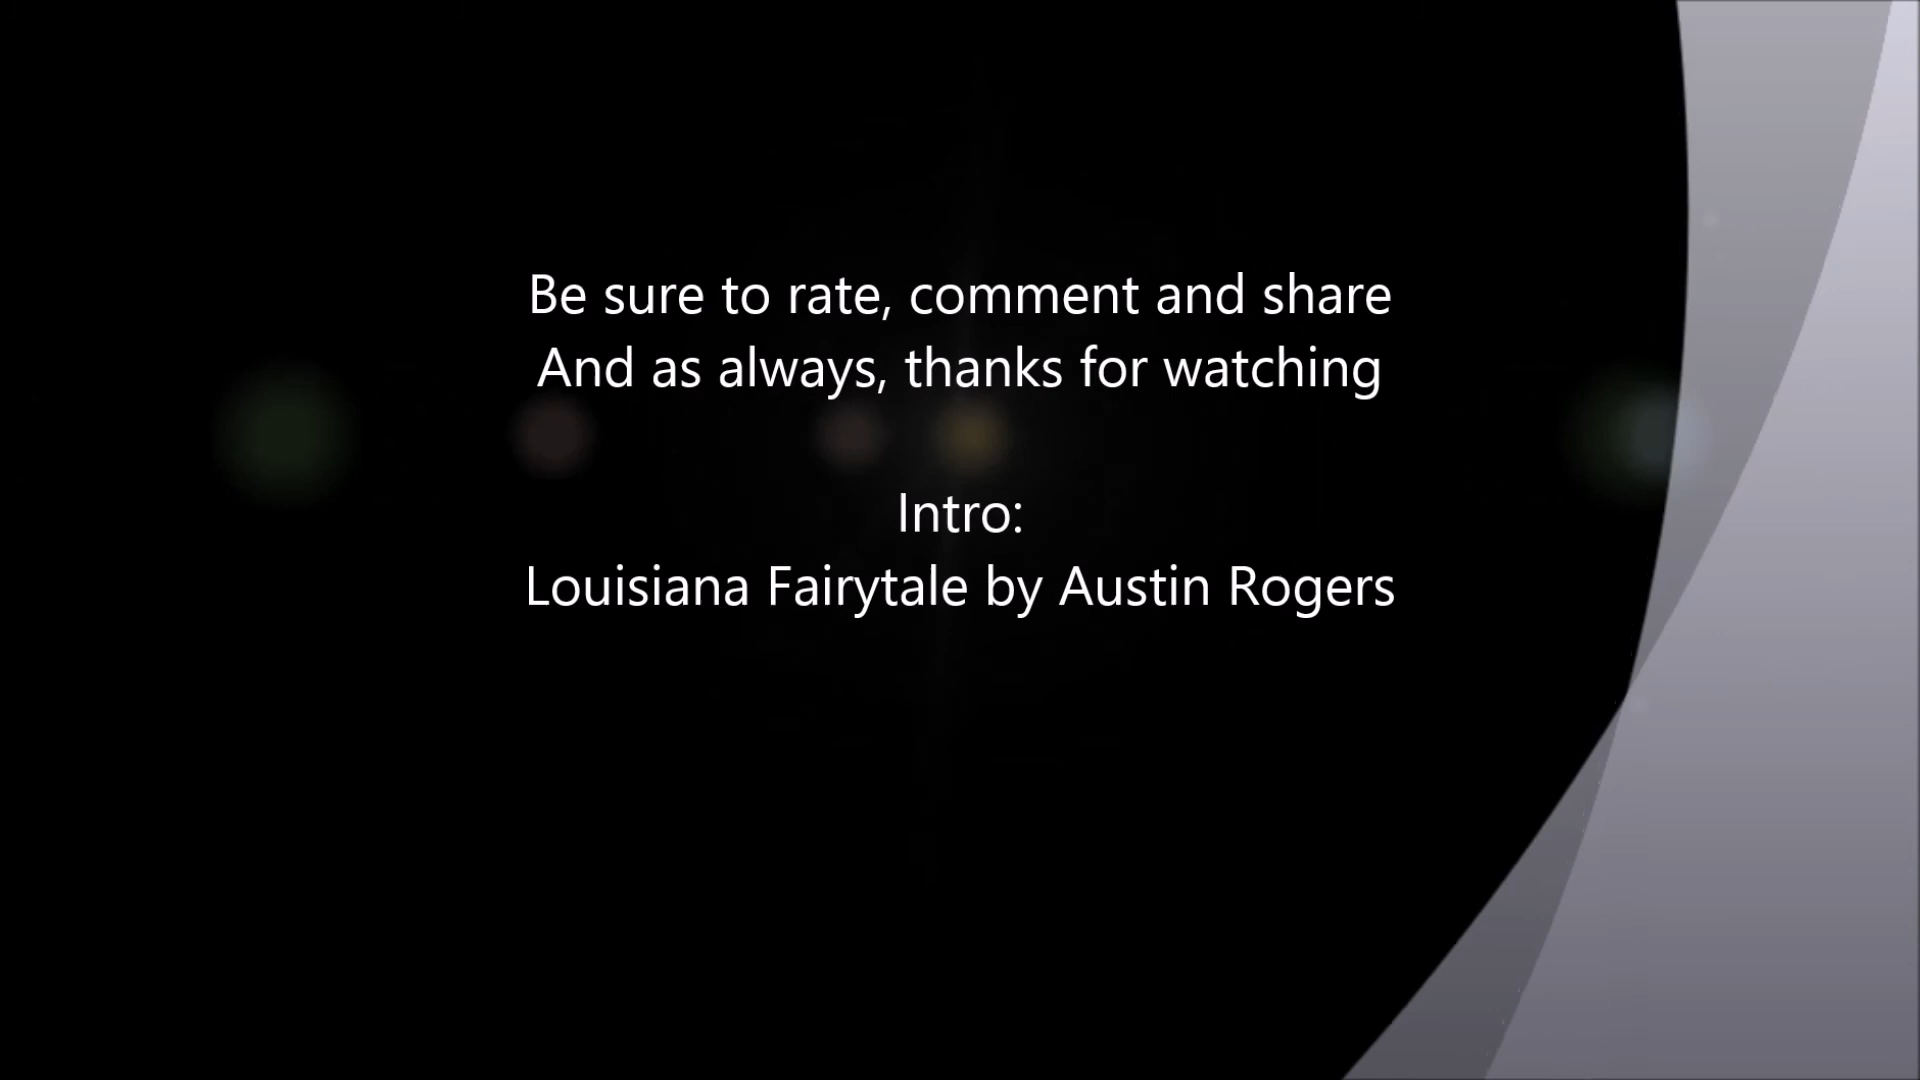 Be sure to rate, comment and share
And as always, thanks for watching
Intro:
Louisiana Fairytale by Austin Rogers